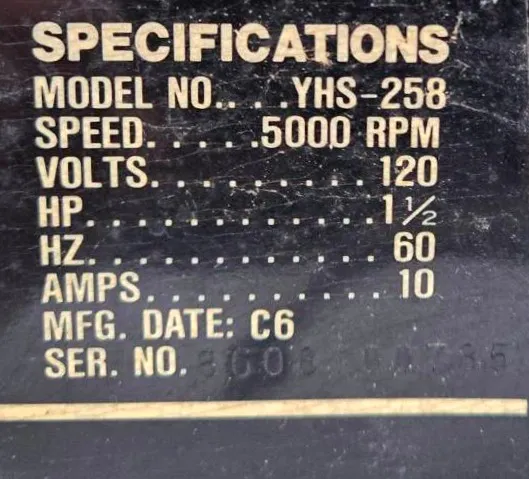 SPECIFICATIONS
MODEL NO.. . .YHS-258
SPEED. . . . .5000 RPM
VOLTS. . . . . . . . . . 120
HP. . . . . . . . . . . . .1½
HZ. . . . . . . . . . . . 60
AMPS. . . . . . . . . . 10
MFG. DATE: C6
SER. NO.